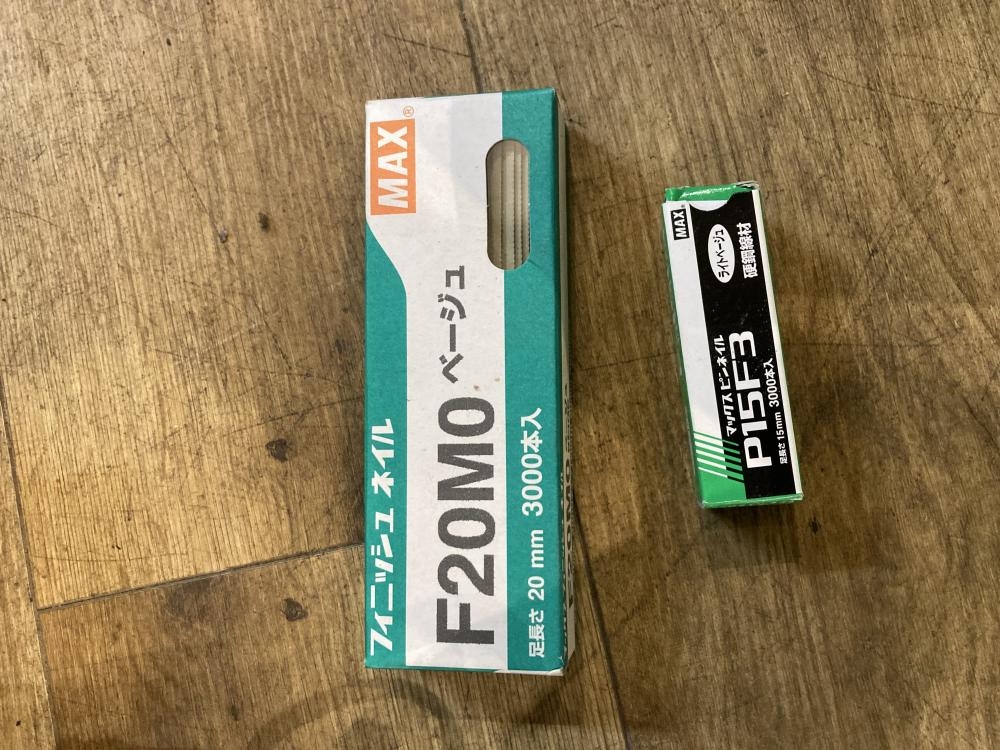 MAX®
フィニッシュ ネイル
F20M0 ベージュ
足長さ 20 mm 3000本入
MAX
ライトベージュ
硬鋼線材
マックスピンネイル
P15F3
足長さ 15mm 3000本入